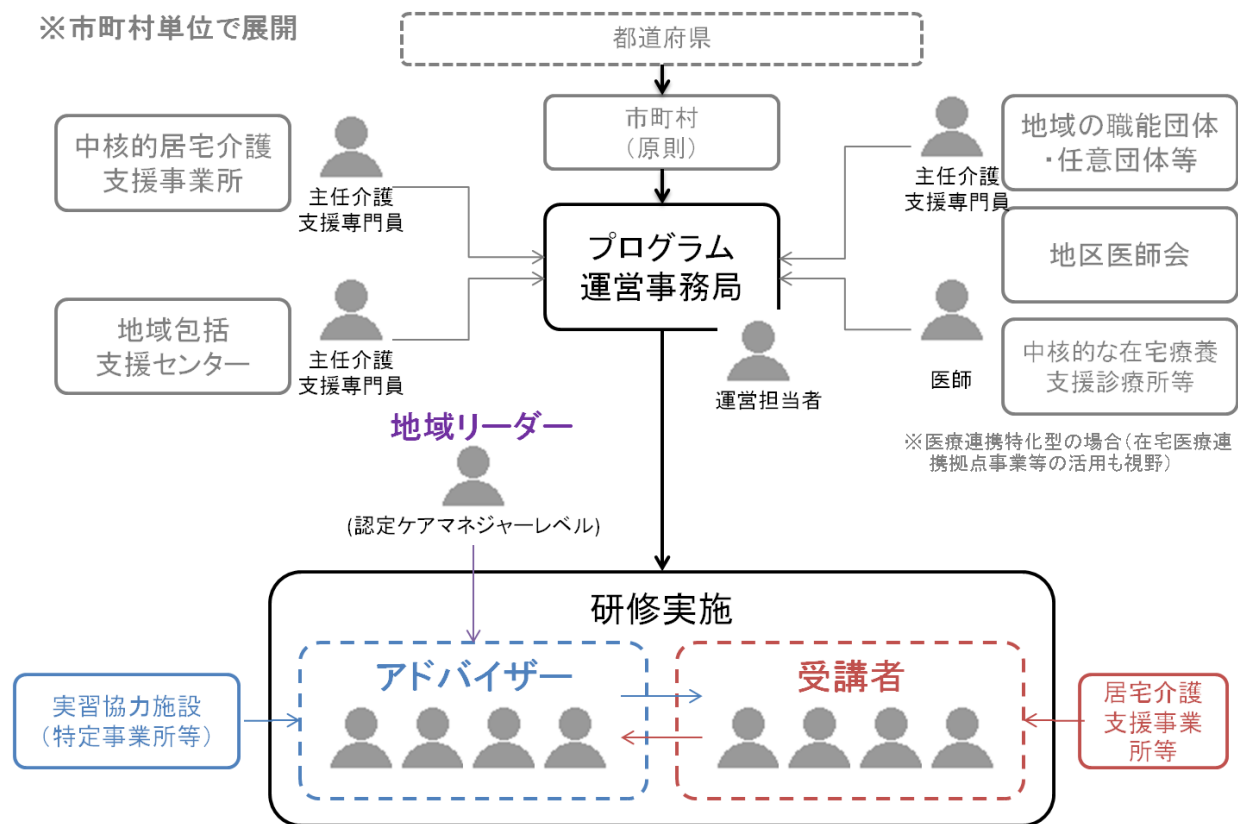 ※市町村単位で展開
都道府県
市町村
(原則)
中核的居宅介護
支援事業所
主任介護
支援専門員
地域の職能団体
・任意団体等
主任介護
支援専門員
プログラム
運営事務局
地区医師会
地域包括
支援センター
主任介護
支援専門員
運営担当者
医師
中核的な在宅療養
支援診療所等
※医療連携特化型の場合(在宅医療連
携拠点事業等の活用も視野)
地域リーダー
(認定ケアマネジャーレベル)
研修実施
アドバイザー
受講者
実習協力施設
(特定事業所等)
居宅介護
支援事業
所等